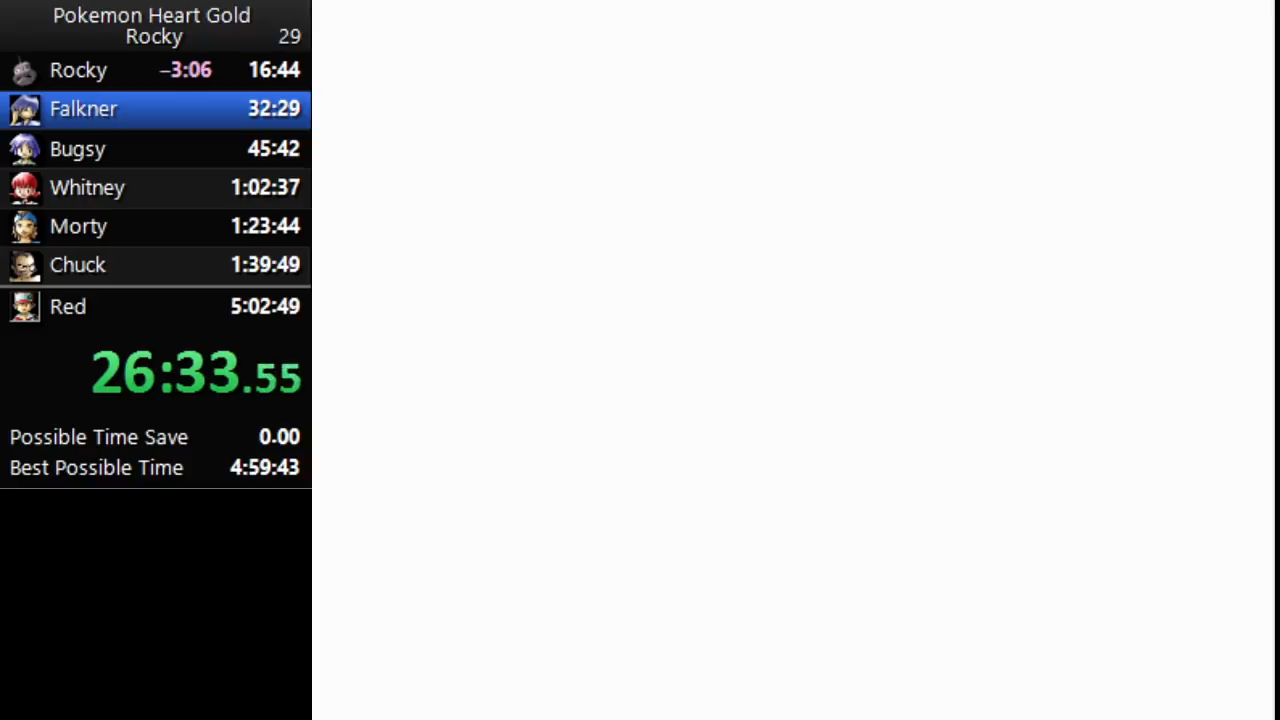 Pokemon Heart Gold
Rocky 29
Rocky −3:06 16:44
Falkner 32:29
Bugsy 45:42
Whitney 1:02:37
Morty 1:23:44
Chuck 1:39:49
Red 5:02:49
26:33.55
Possible Time Save 0.00
Best Possible Time 4:59:43